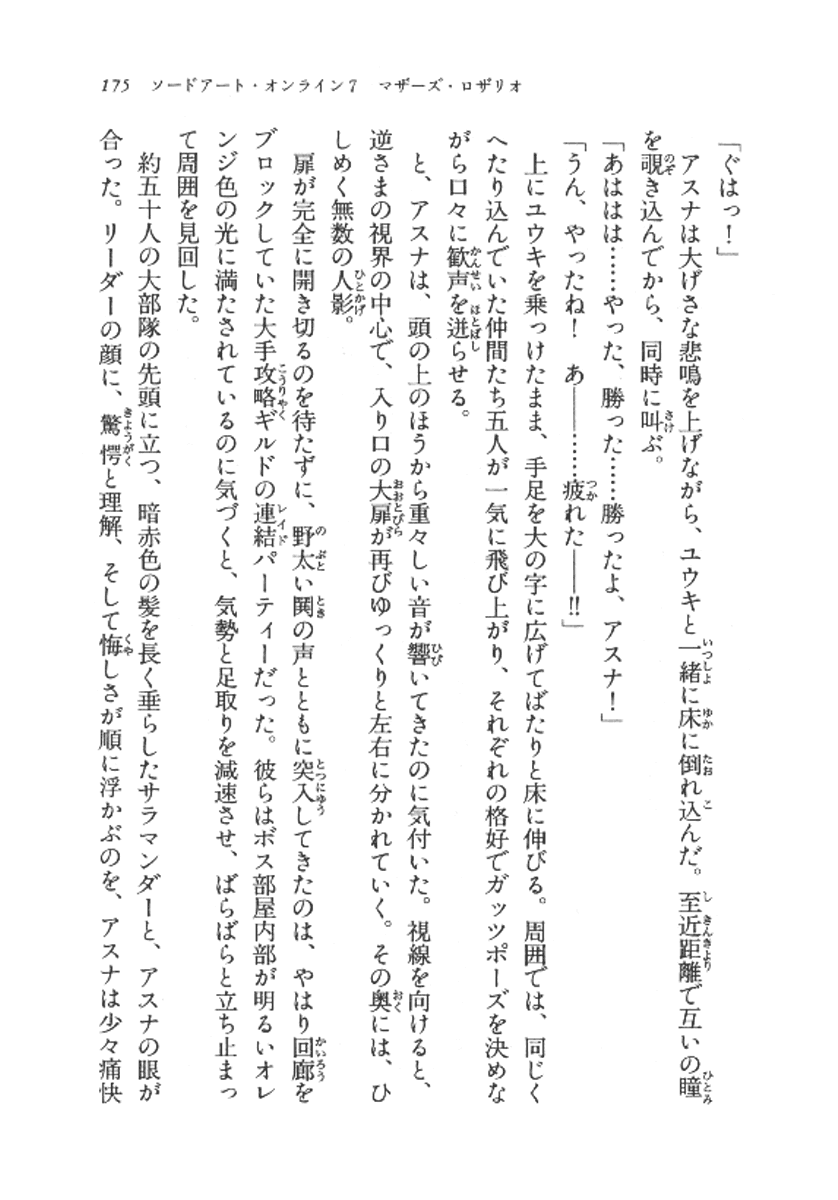 175　ソードアート・オンライン7　マザーズ・ロザリオ
「ぐはっ！」
　アスナは大げさな悲鳴を上げながら、ユウキと一緒に床に倒れ込んだ。至近距離で互いの瞳
を覗き込んでから、同時に叫ぶ。
「あははは……やった、勝った……勝ったよ、アスナ！」
「うん、やったね！　あ――……疲れた――!!」
　上にユウキを乗っけたまま、手足を大の字に広げてばたりと床に伸びる。周囲では、同じく
へたり込んでいた仲間たち五人が一気に飛び上がり、それぞれの格好でガッツポーズを決めな
がら口々に歓声を迸らせる。
　と、アスナは、頭の上のほうから重々しい音が響いてきたのに気付いた。視線を向けると、
逆さまの視界の中心で、入り口の大扉が再びゆっくりと左右に分かれていく。その奥には、ひ
しめく無数の人影。
　扉が完全に開き切るのを待たずに、野太い鬨の声とともに突入してきたのは、やはり回廊を
ブロックしていた大手攻略ギルドの連結パーティーだった。彼らはボス部屋内部が明るいオレ
ンジ色の光に満たされているのに気づくと、気勢と足取りを減速させ、ばらばらと立ち止まっ
て周囲を見回した。
　約五十人の大部隊の先頭に立つ、暗赤色の髪を長く垂らしたサラマンダーと、アスナの眼が
合った。リーダーの顔に、驚愕と理解、そして悔しさが順に浮かぶのを、アスナは少々痛快